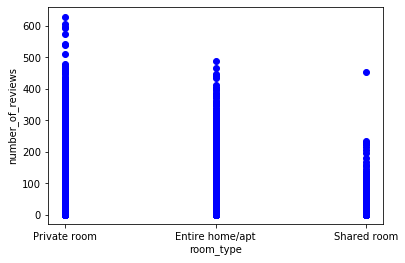 600
500
400
300
200
100
0
number_of_reviews
Private room
Entire home/apt
Shared room
room_type